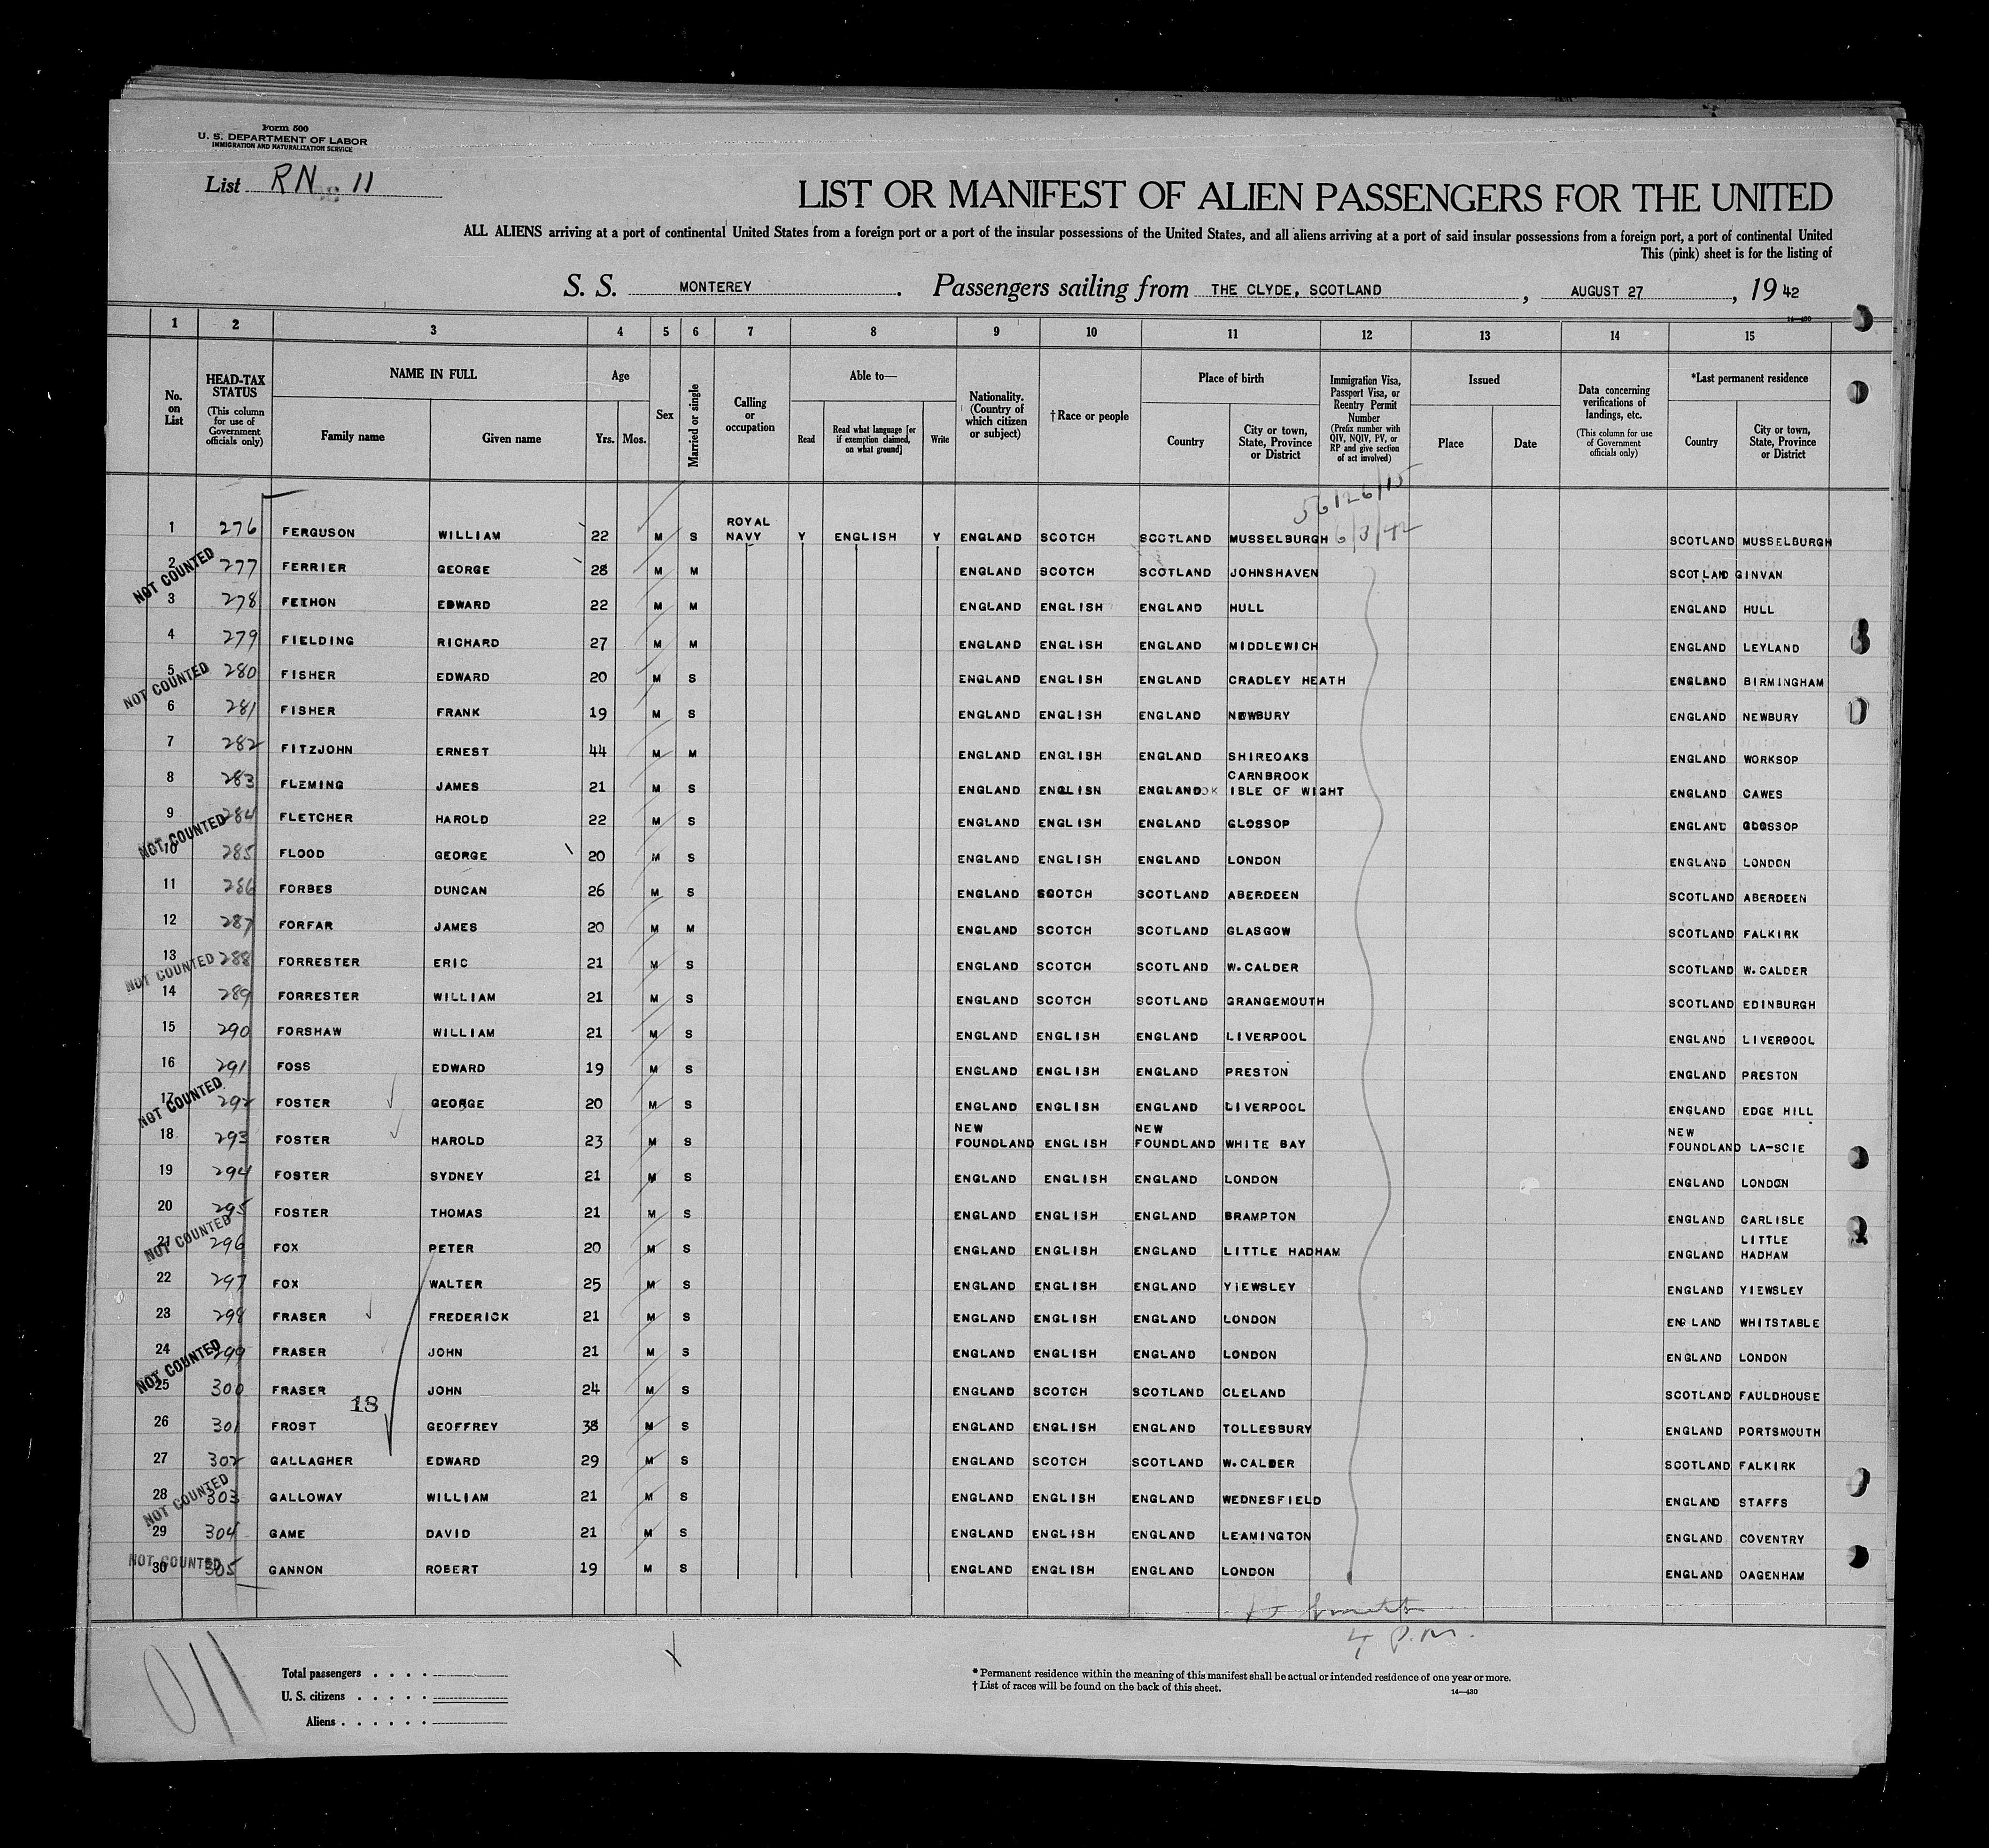 Form 500
U. S. DEPARTMENT OF LABOR
IMMIGRATION AND NATURALIZATION SERVICE
List RN 11
LIST OR MANIFEST OF ALIEN PASSENGERS FOR THE UNITED
ALL ALIENS arriving at a port of continental United States from a foreign port or a port of the insular possessions of the United States, and all aliens arriving at a port of said insular possessions from a foreign port, a port of continental United
This (pink) sheet is for the listing of
S. S. MONTEREY. Passengers sailing from THE CLYDE, SCOTLAND, AUGUST 27, 1942
14—430
1 2 3 4 5 6 7 8 9 10 11 12 13 14 15
No. on List
HEAD-TAX STATUS
(This column for use of Government officials only)
NAME IN FULL
Family name Given name
Age
Yrs. Mos.
Sex
Married or single
Calling or occupation
Able to—
Read
Read what language [or if exemption claimed, on what ground]
Write
Nationality. (Country of which citizen or subject)
†Race or people
Place of birth
Country
City or town, State, Province or District
Immigration Visa, Passport Visa, or Reentry Permit Number
(Prefix number with QIV, NQIV, PV, or RP and give section of act involved)
Issued
Place Date
Data concerning verifications of landings, etc.
(This column for use of Government officials only)
*Last permanent residence
Country
City or town, State, Province or District
56126/115
6/3/42
1 276 FERGUSON WILLIAM 22 M S ROYAL NAVY Y ENGLISH Y ENGLAND SCOTCH SCOTLAND MUSSELBURGH SCOTLAND MUSSELBURGH
2 277 FERRIER GEORGE 28 M M ENGLAND SCOTCH SCOTLAND JOHNSHAVEN SCOTLAND GINVAN
NOT COUNTED
3 278 FETHON EDWARD 22 M M ENGLAND ENGLISH ENGLAND HULL ENGLAND HULL
4 279 FIELDING RICHARD 27 M M ENGLAND ENGLISH ENGLAND MIDDLEWICH ENGLAND LEYLAND
5 280 FISHER EDWARD 20 M S ENGLAND ENGLISH ENGLAND CRADLEY HEATH ENGLAND BIRMINGHAM
NOT COUNTED
6 281 FISHER FRANK 19 M S ENGLAND ENGLISH ENGLAND NEWBURY ENGLAND NEWBURY
7 282 FITZJOHN ERNEST 44 M M ENGLAND ENGLISH ENGLAND SHIREOAKS ENGLAND WORKSOP
8 283 FLEMING JAMES 21 M S ENGLAND ENGLISN ENGLAND CARNBROOK ISLE OF WIGHT ENGLAND CAWES
9 284 FLETCHER HAROLD 22 M S ENGLAND ENGLISH ENGLAND GLOSSOP ENGLAND GLOSSOP
NOT COUNTED
10 285 FLOOD GEORGE 20 M S ENGLAND ENGLISH ENGLAND LONDON ENGLAND LONDON
11 286 FORBES DUNCAN 26 M S ENGLAND SCOTCH SCOTLAND ABERDEEN SCOTLAND ABERDEEN
12 287 FORFAR JAMES 20 M M ENGLAND SCOTCH SCOTLAND GLASGOW SCOTLAND FALKIRK
13 288 FORRESTER ERIC 21 M S ENGLAND SCOTCH SCOTLAND W.CALDER SCOTLAND W.CALDER
NOT COUNTED
14 289 FORRESTER WILLIAM 21 M S ENGLAND SCOTCH SCOTLAND GRANGEMOUTH SCOTLAND EDINBURGH
15 290 FORSHAW WILLIAM 21 M S ENGLAND ENGLISH ENGLAND LIVERPOOL ENGLAND LIVERPOOL
16 291 FOSS EDWARD 19 M S ENGLAND ENGLISH ENGLAND PRESTON ENGLAND PRESTON
NOT COUNTED
17 292 FOSTER GEORGE 20 M S ENGLAND ENGLISH ENGLAND LIVERPOOL ENGLAND EDGE HILL
18 293 FOSTER HAROLD 23 M S NEW FOUNDLAND ENGLISH NEW FOUNDLAND WHITE BAY NEW FOUNDLAND LA-SCIE
19 294 FOSTER SYDNEY 21 M S ENGLAND ENGLISH ENGLAND LONDON ENGLAND LONDON
20 295 FOSTER THOMAS 21 M S ENGLAND ENGLISH ENGLAND BRAMPTON ENGLAND CARLISLE
NOT COUNTED
21 296 FOX PETER 20 M S ENGLAND ENGLISH ENGLAND LITTLE HADHAM ENGLAND LITTLE HADHAM
22 297 FOX WALTER 25 M S ENGLAND ENGLISH ENGLAND YIEWSLEY ENGLAND YIEWSLEY
23 298 FRASER FREDERICK 21 M S ENGLAND ENGLISH ENGLAND LONDON ENGLAND WHITSTABLE
24 299 FRASER JOHN 21 M S ENGLAND ENGLISH ENGLAND LONDON ENGLAND LONDON
NOT COUNTED
25 300 FRASER JOHN 24 M S ENGLAND SCOTCH SCOTLAND CLELAND SCOTLAND FAULDHOUSE
18
26 301 FROST GEOFFREY 38 M S ENGLAND ENGLISH ENGLAND TOLLESBURY ENGLAND PORTSMOUTH
27 302 GALLAGHER EDWARD 29 M S ENGLAND SCOTCH SCOTLAND W.CALDER SCOTLAND FALKIRK
28 303 GALLOWAY WILLIAM 21 M S ENGLAND ENGLISH ENGLAND WEDNESFIELD ENGLAND STAFFS
NOT COUNTED
29 304 GAME DAVID 21 M S ENGLAND ENGLISH ENGLAND LEAMINGTON ENGLAND COVENTRY
NOT COUNTED
30 305 GANNON ROBERT 19 M S ENGLAND ENGLISH ENGLAND LONDON ENGLAND OAGENHAM
4 P.M.
011
Total passengers
U. S. citizens
Aliens
* Permanent residence within the meaning of this manifest shall be actual or intended residence of one year or more.
† List of races will be found on the back of this sheet.
14—430